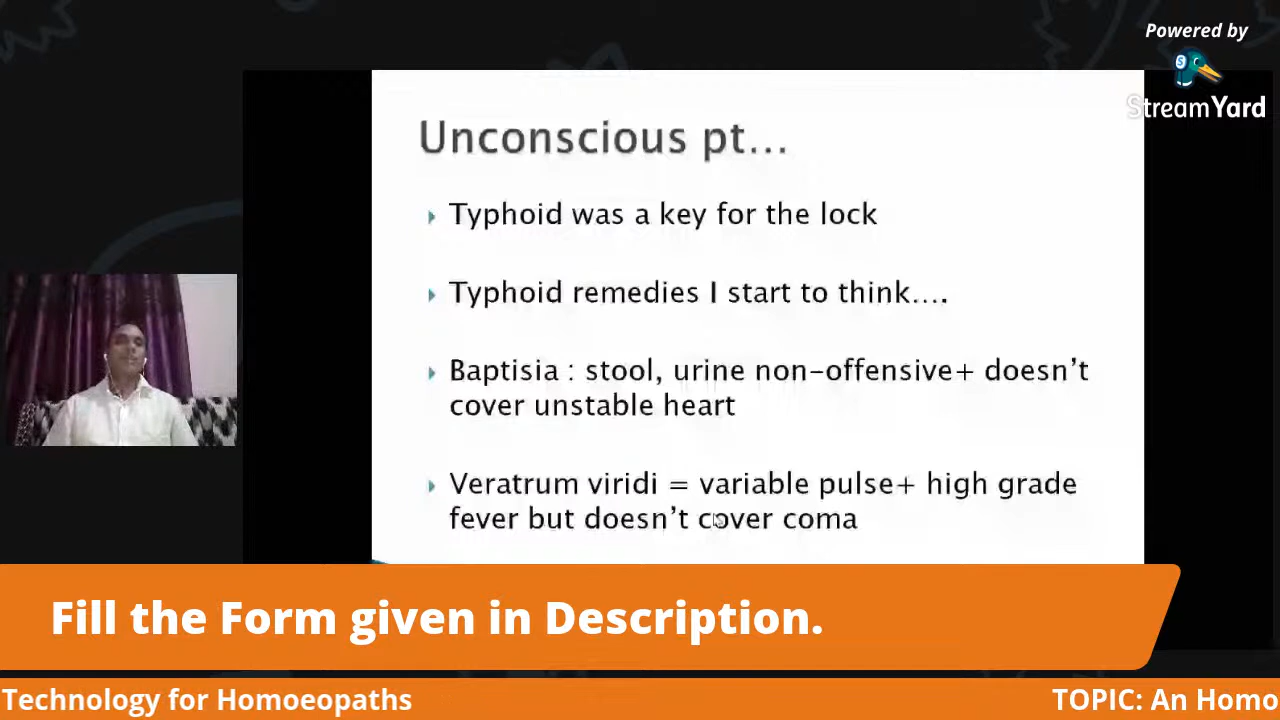 Powered by
StreamYard
Unconscious pt...
Typhoid was a key for the lock
Typhoid remedies I start to think....
Baptisia : stool, urine non-offensive+ doesn't
cover unstable heart
Veratrum viridi = variable pulse+ high grade
fever but doesn't cover coma
Fill the Form given in Description.
Technology for Homoeopaths
TOPIC: An Homo